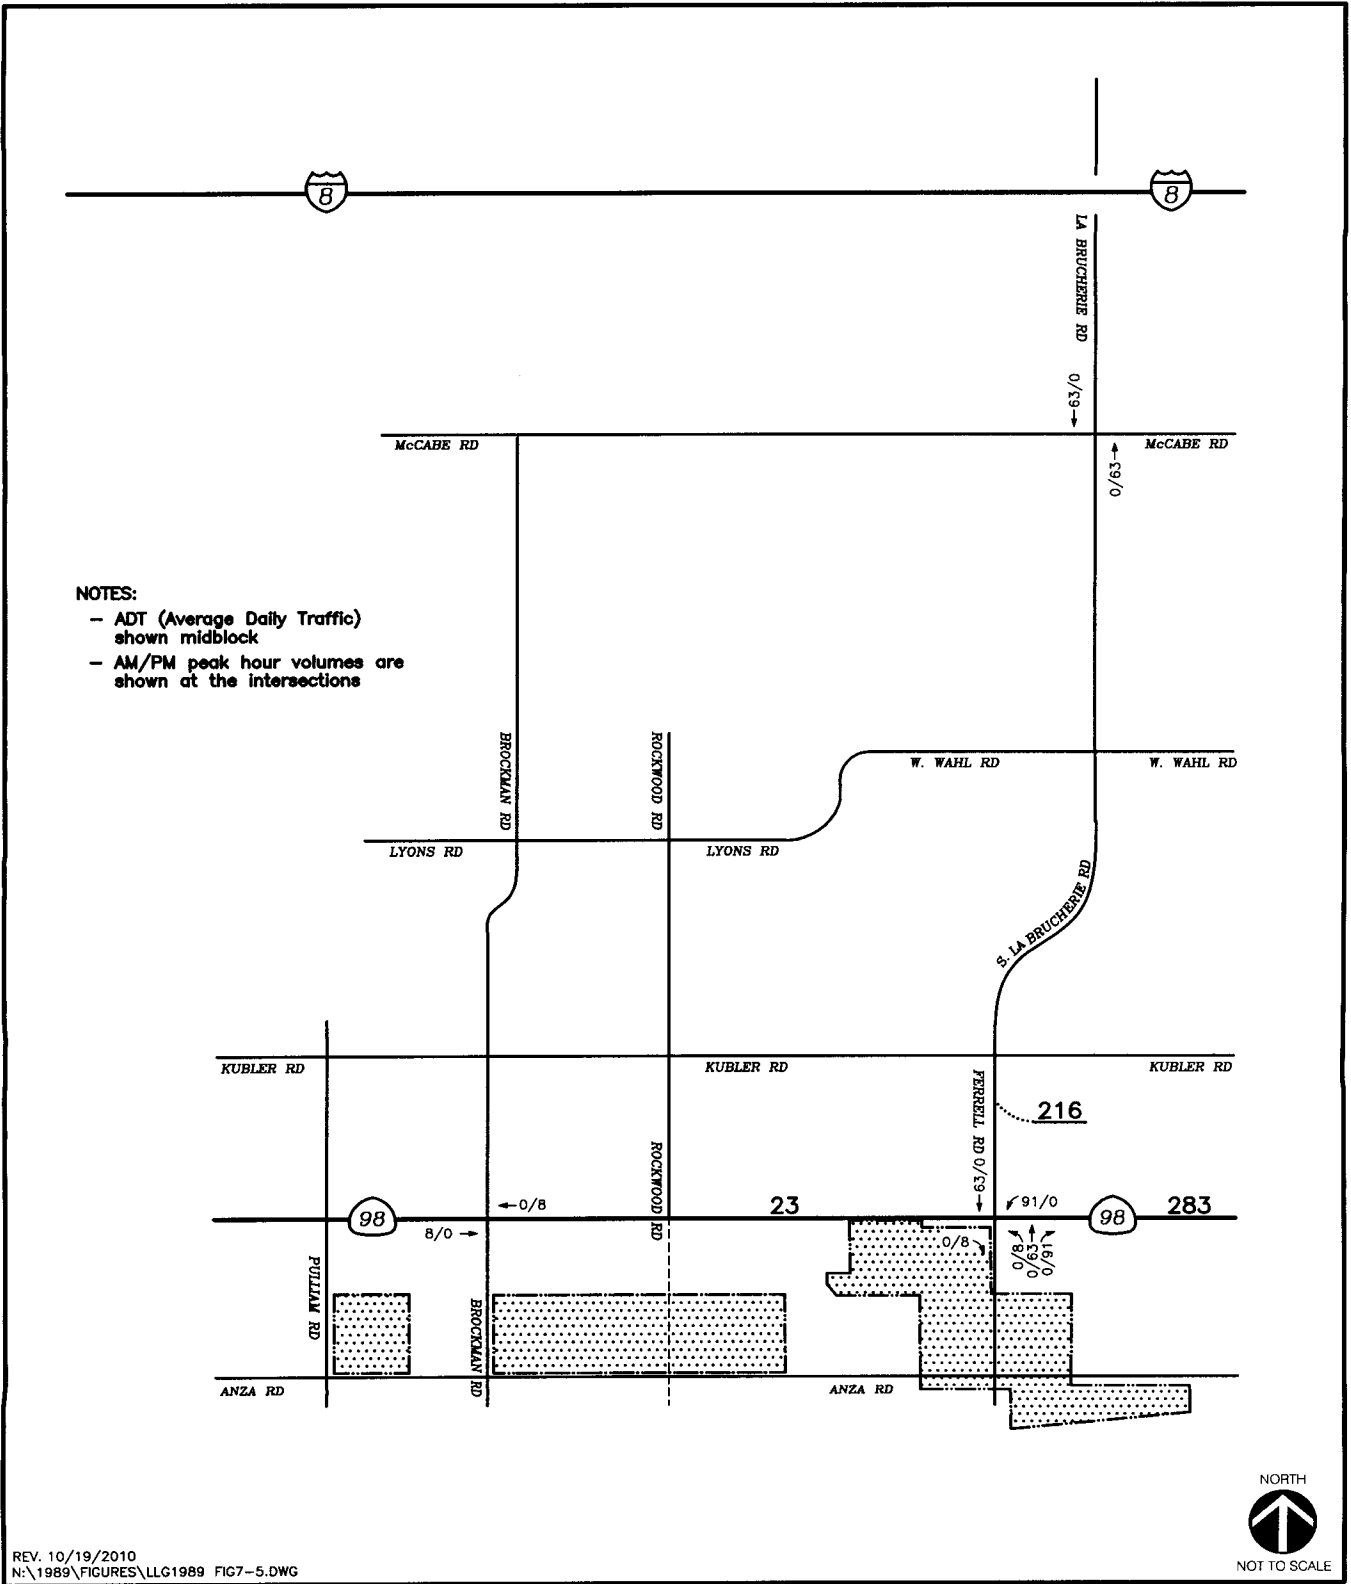 8
8
LA BRUCHERIE RD
63/0
McCABE RD
McCABE RD
0/63
NOTES:
- ADT (Average Daily Traffic)
shown midblock
- AM/PM peak hour volumes are
shown at the intersections
BROCKMAN RD
ROCKWOOD RD
W. WAHL RD
W. WAHL RD
LYONS RD
LYONS RD
S. LA BRUCHERIE RD
KUBLER RD
KUBLER RD
KUBLER RD
FERRELL RD
216
ROCKWOOD RD
63/0
0/8
23
91/0
283
98
98
8/0
0/8
0/8
0/63
0/91
PULLIAM RD
BROCKMAN RD
ANZA RD
ANZA RD
NORTH
NOT TO SCALE
REV. 10/19/2010
N:\1989\FIGURES\LLG1989 FIG7-5.DWG